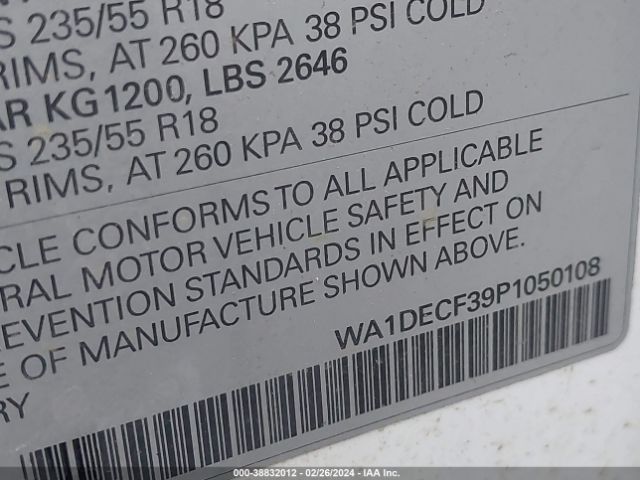 S 235/55 R18
RIMS, AT 260 KPA 38 PSI COLD
AR KG1200, LBS 2646
S 235/55 R18
RIMS, AT 260 KPA 38 PSI COLD
CLE CONFORMS TO ALL APPLICABLE
RAL MOTOR VEHICLE SAFETY AND
REVENTION STANDARDS IN EFFECT ON
E OF MANUFACTURE SHOWN ABOVE.
WA1DECF39P1050108
RY
000-38832012 - 02/26/2024 - IAA Inc.